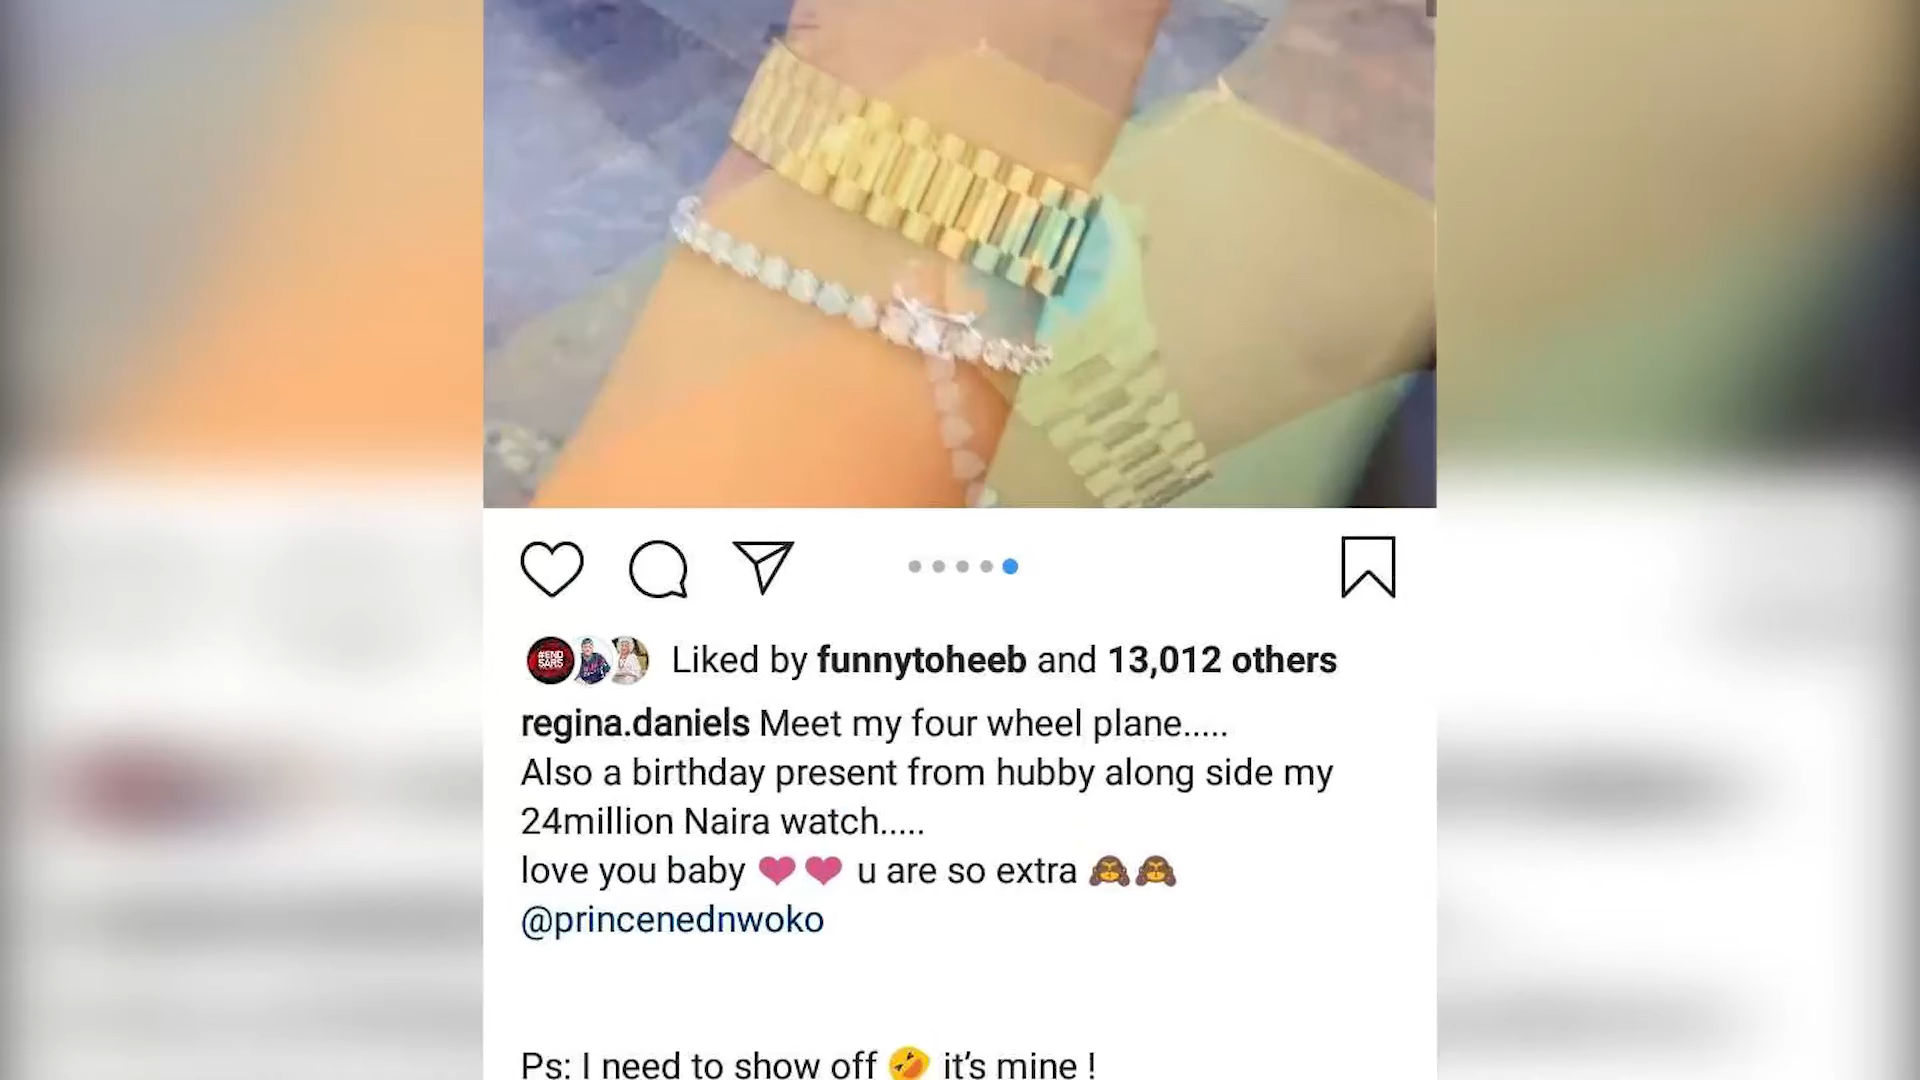 #END
SARS
Liked by funnytoheeb and 13,012 others
regina.daniels Meet my four wheel plane.....
Also a birthday present from hubby along side my
24million Naira watch.....
love you baby 💕 u are so extra 🙈🙈
@princenednwoko
Ps: I need to show off 🤣 it’s mine !